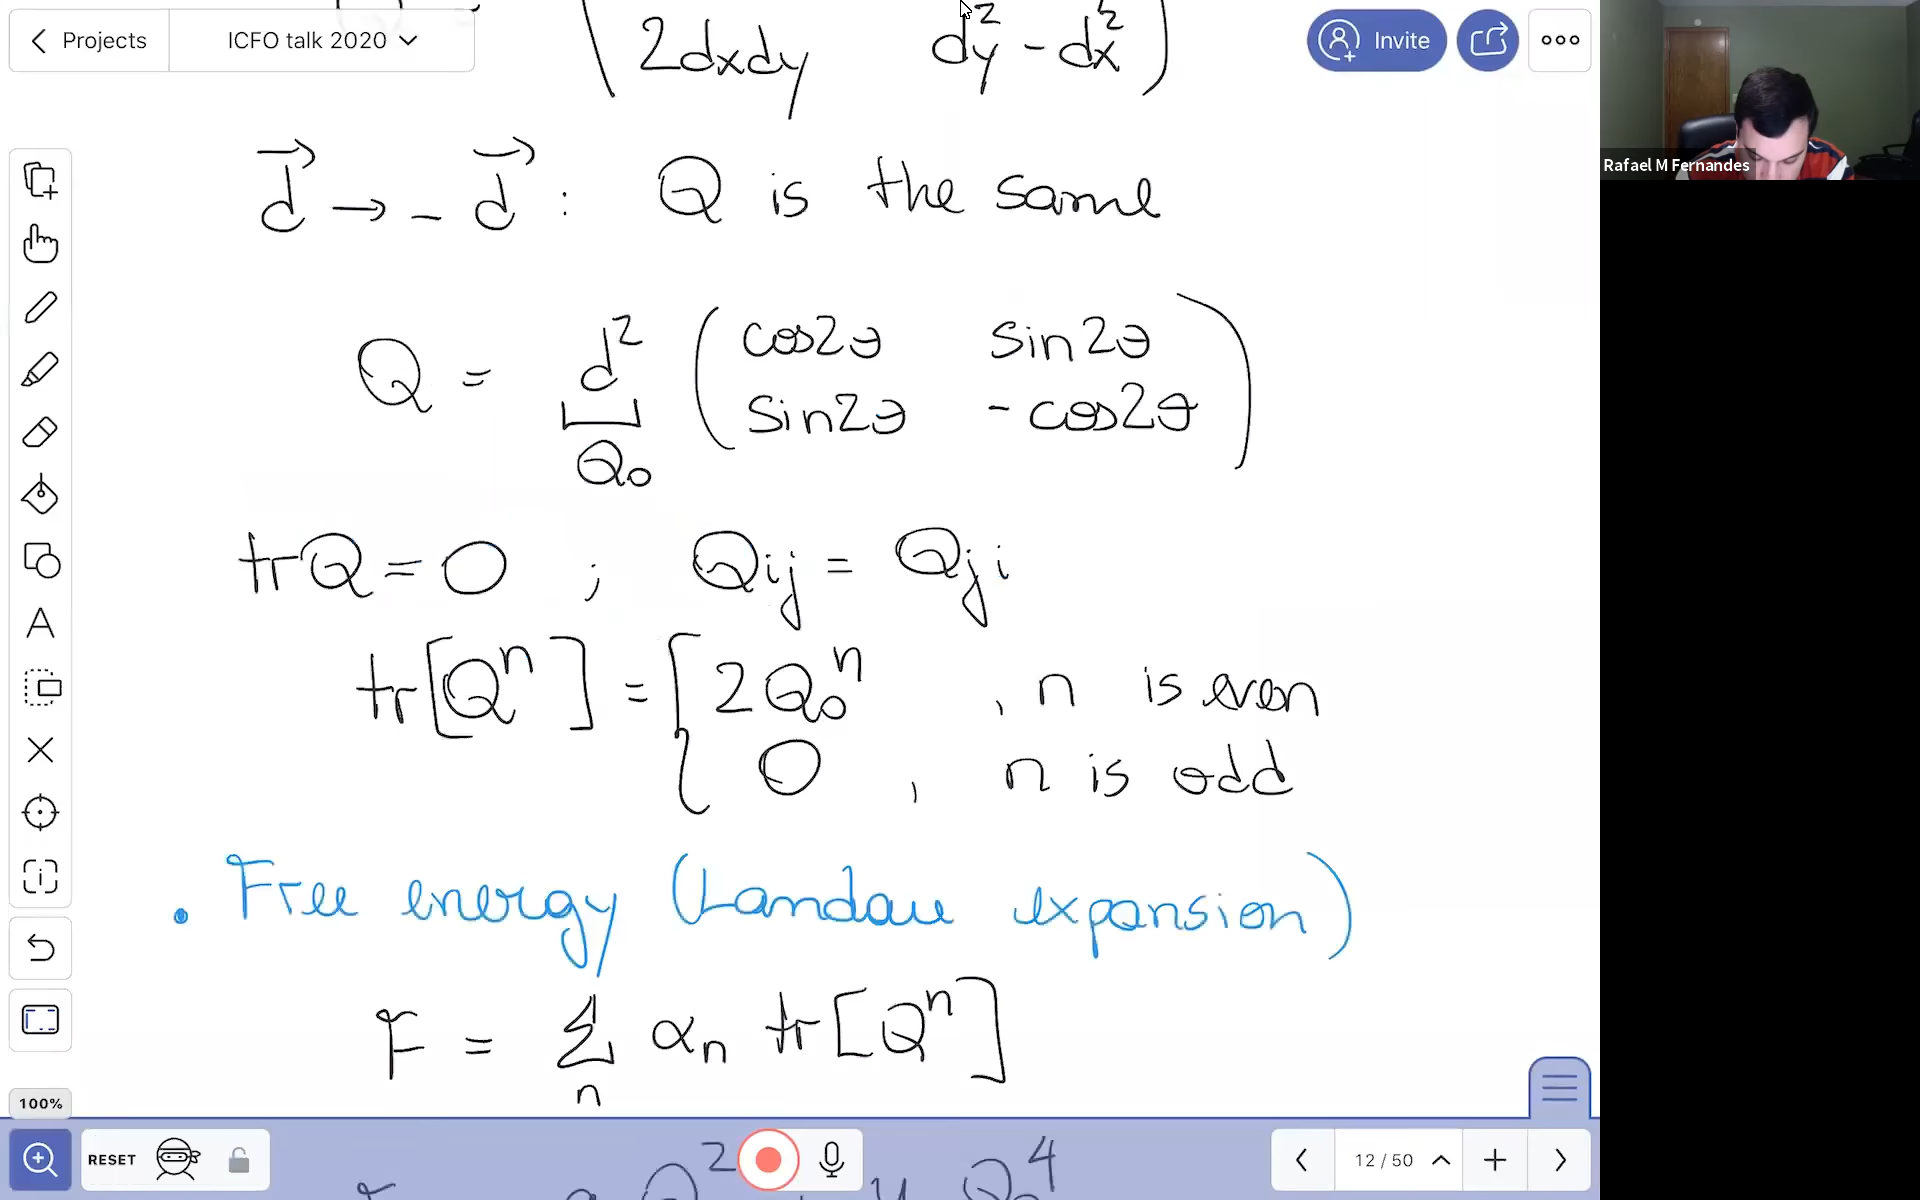 Projects
ICFO talk 2020
Invite
2dxdy dy² - dx²
d → - d : Q is the same
Q = d² ( cos2θ sin2θ
sin2θ - cos2θ )
Q₀
trQ = 0 ; Qij = Qji
tr[Qⁿ] = { 2Q₀ⁿ , n is even
0 , n is odd
• Free energy (Landau expansion)
F = Σ αn tr[Qⁿ]
n
100%
RESET
12 / 50
Rafael M Fernandes